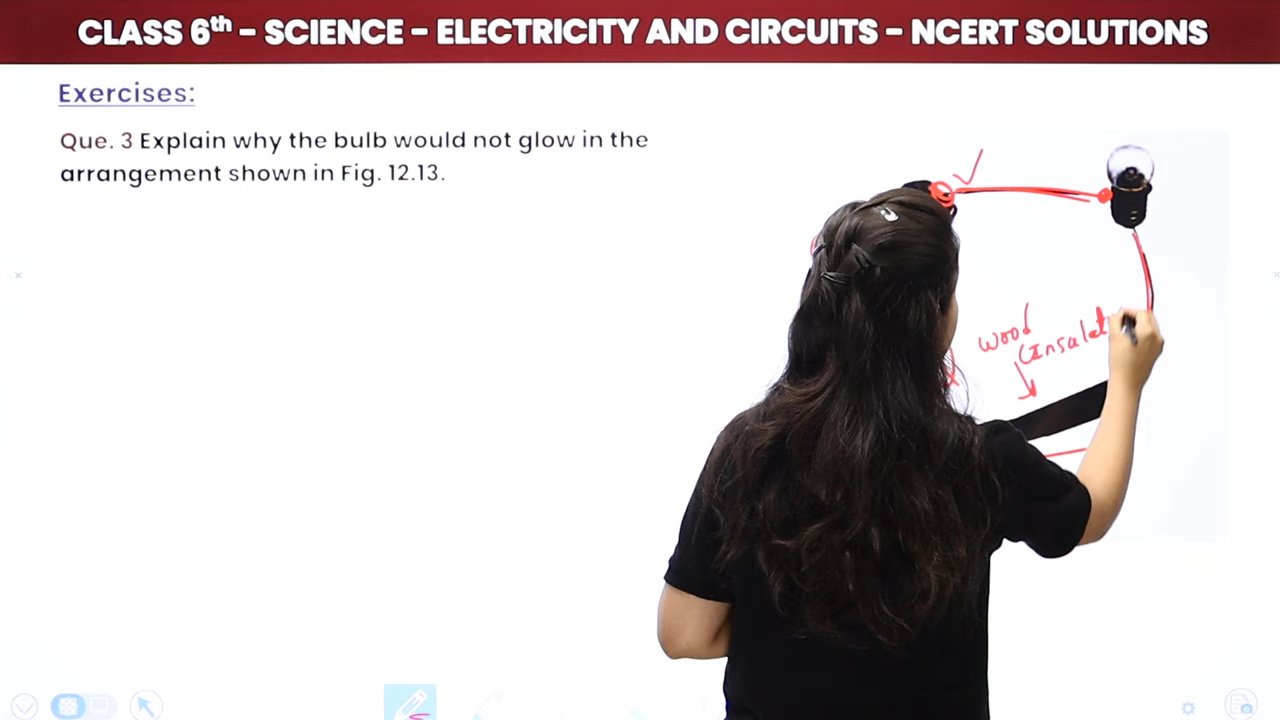 CLASS 6th – SCIENCE – ELECTRICITY AND CIRCUITS – NCERT SOLUTIONS
Exercises:
Que. 3 Explain why the bulb would not glow in the
arrangement shown in Fig. 12.13.
wood